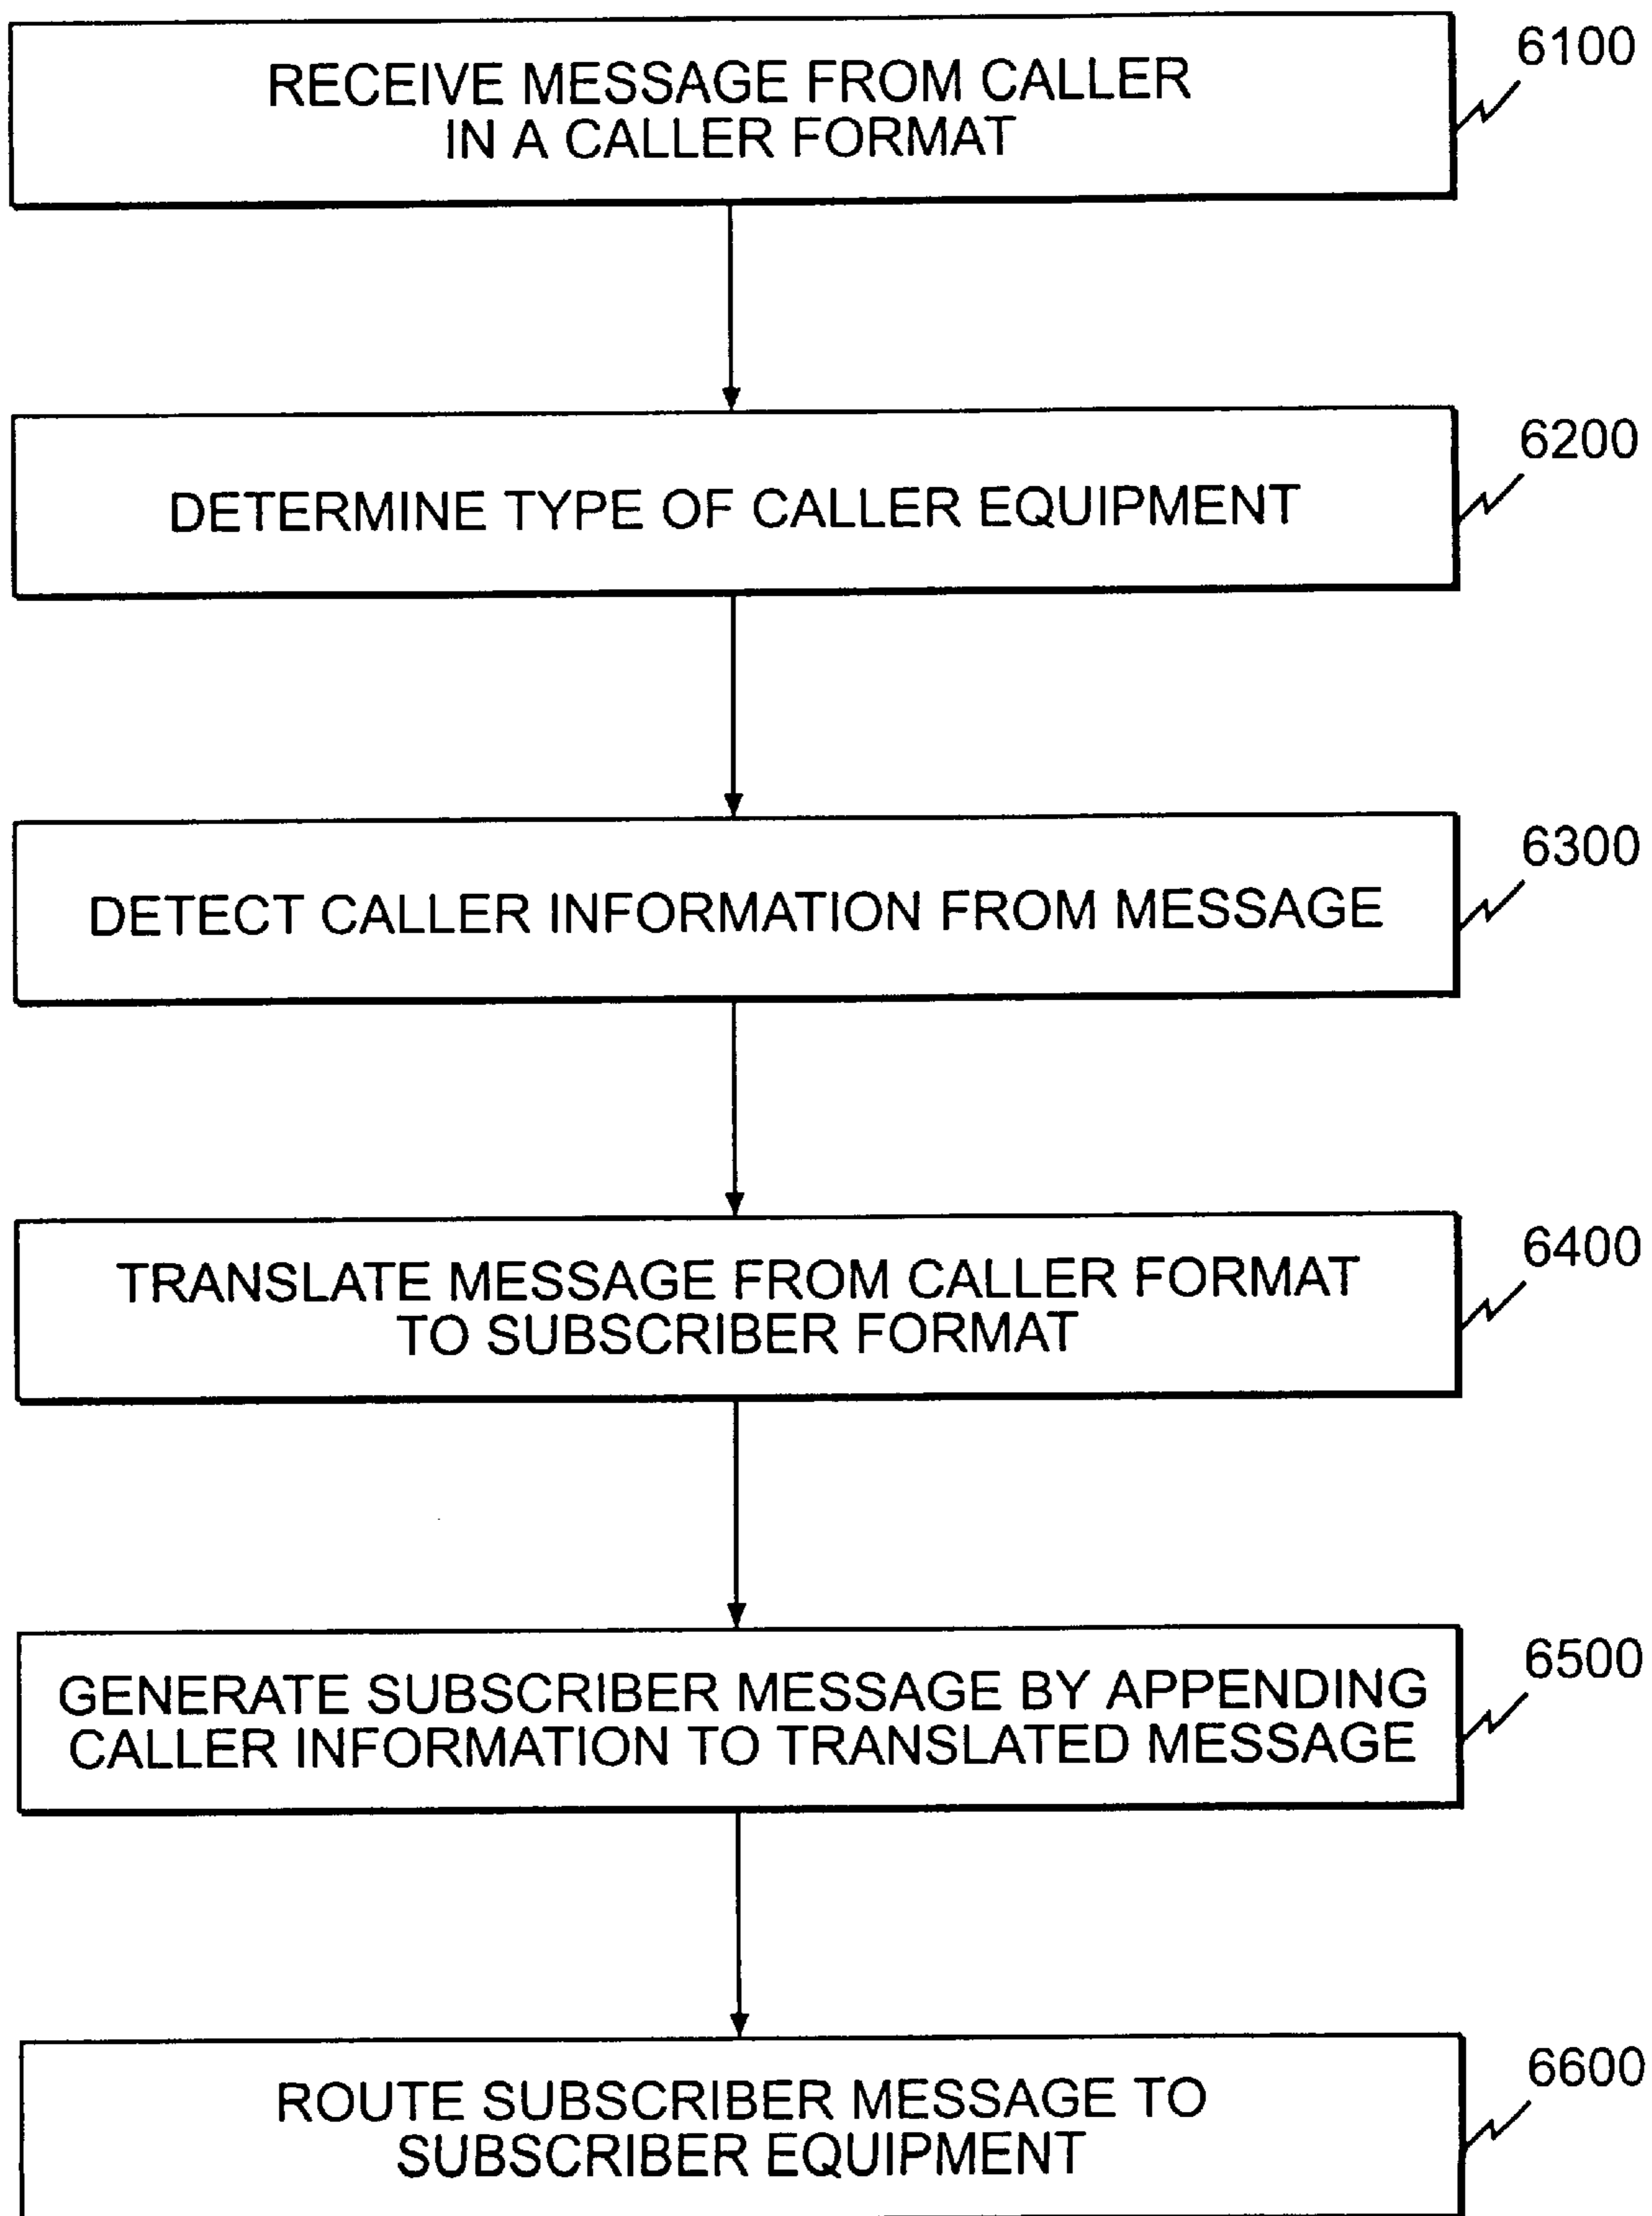 RECEIVE MESSAGE FROM CALLER
IN A CALLER FORMAT
6100
DETERMINE TYPE OF CALLER EQUIPMENT
6200
DETECT CALLER INFORMATION FROM MESSAGE
6300
TRANSLATE MESSAGE FROM CALLER FORMAT
TO SUBSCRIBER FORMAT
6400
GENERATE SUBSCRIBER MESSAGE BY APPENDING
CALLER INFORMATION TO TRANSLATED MESSAGE
6500
ROUTE SUBSCRIBER MESSAGE TO
SUBSCRIBER EQUIPMENT
6600